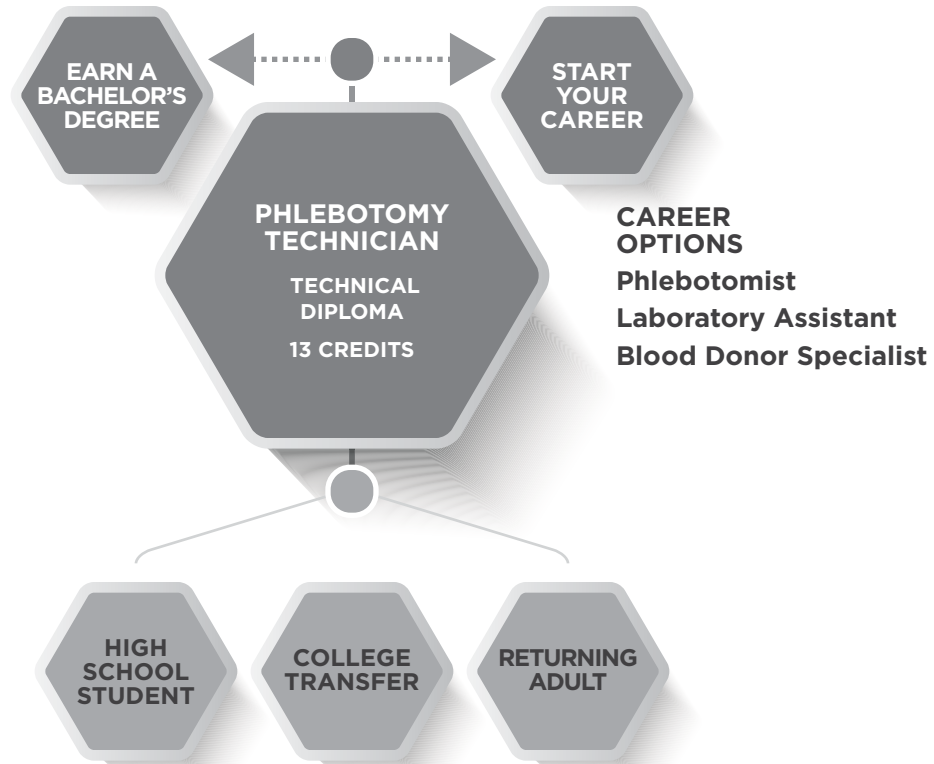 EARN A
BACHELOR’S
DEGREE
START
YOUR
CAREER
PHLEBOTOMY
TECHNICIAN
TECHNICAL
DIPLOMA
13 CREDITS
CAREER
OPTIONS
Phlebotomist
Laboratory Assistant
Blood Donor Specialist
HIGH
SCHOOL
STUDENT
COLLEGE
TRANSFER
RETURNING
ADULT